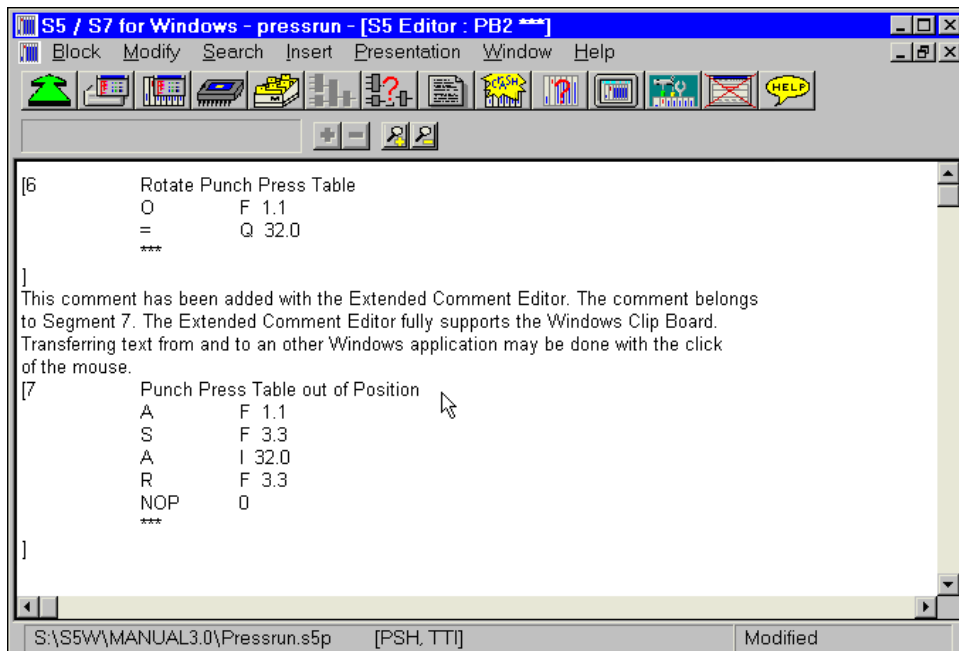 S5 / S7 for Windows - pressrun - [S5 Editor : PB2 ***]
Block Modify Search Insert Presentation Window Help
CRASH HELP
[6 Rotate Punch Press Table
O F 1.1
= Q 32.0
***
]
This comment has been added with the Extended Comment Editor. The comment belongs
to Segment 7. The Extended Comment Editor fully supports the Windows Clip Board.
Transferring text from and to an other Windows application may be done with the click
of the mouse.
[7 Punch Press Table out of Position
A F 1.1
S F 3.3
A I 32.0
R F 3.3
NOP 0
***
]
S:\S5W\MANUAL3.0\Pressrun.s5p [PSH, TTI] Modified